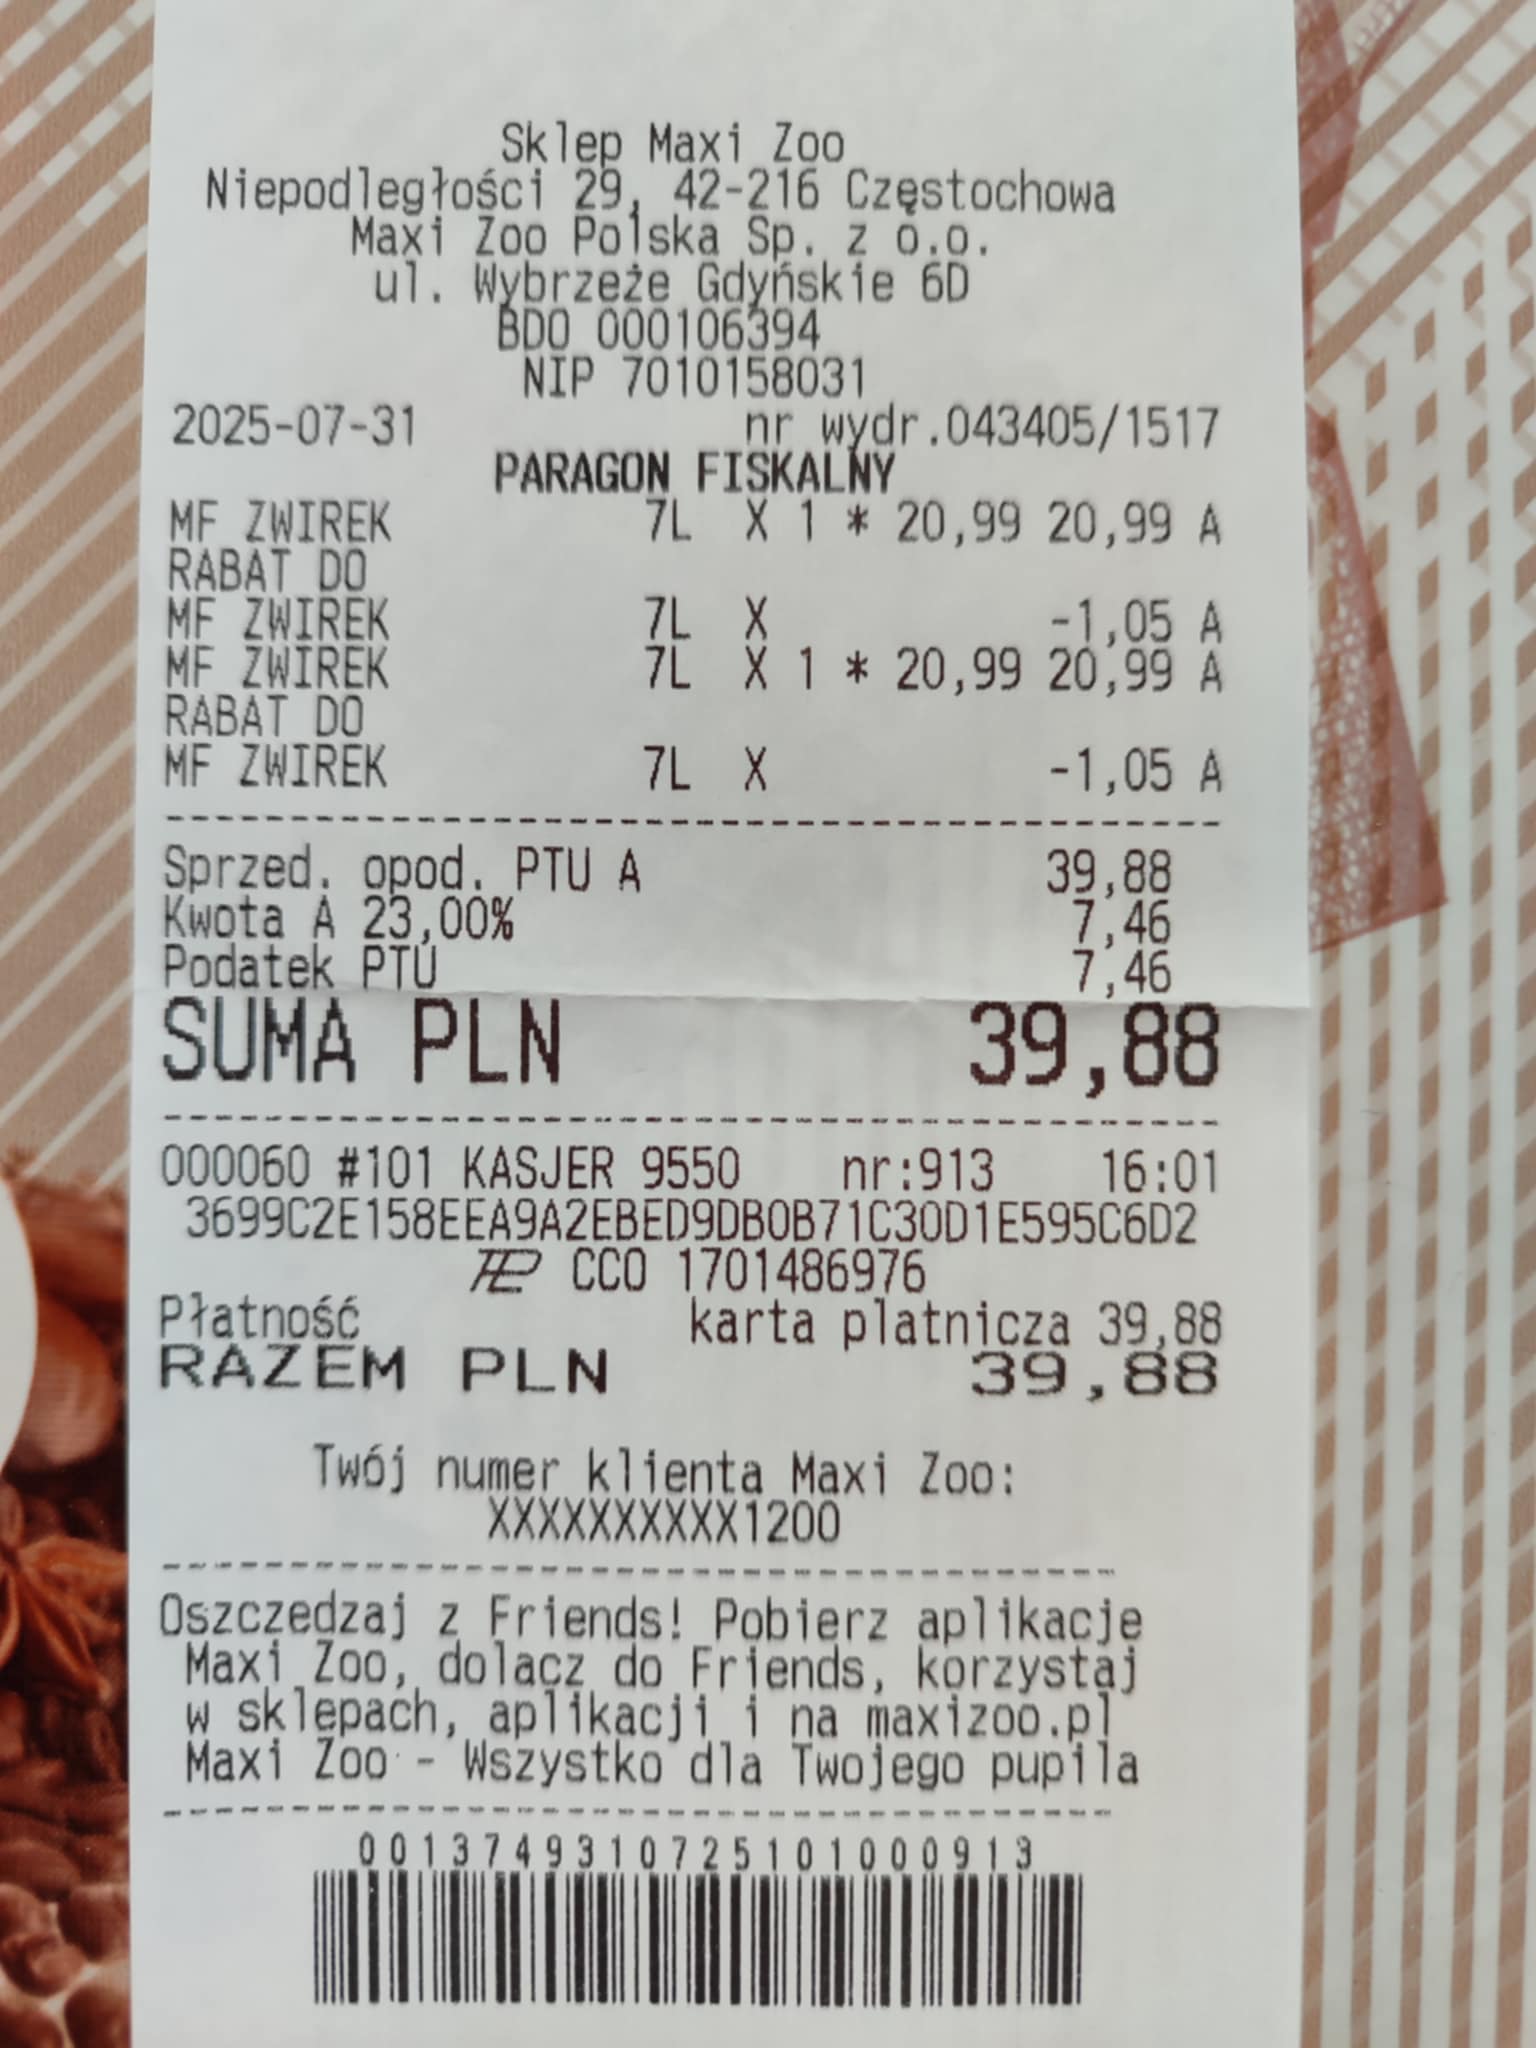 Sklep Maxi Zoo
Niepodległości 29, 42-216 Częstochowa
Maxi Zoo Polska Sp. z o.o.
ul. Wybrzeże Gdyńskie 6D
BDO 000106394
NIP 7010158031
2025-07-31 nr wydr.043405/1517
PARAGON FISKALNY
MF ZWIREK 7L X 1 * 20,99 20,99 A
RABAT DO
MF ZWIREK 7L X -1,05 A
MF ZWIREK 7L X 1 * 20,99 20,99 A
RABAT DO
MF ZWIREK 7L X -1,05 A
Sprzed. opod. PTU A 39,88
Kwota A 23,00% 7,46
Podatek PTU 7,46
SUMA PLN 39,88
000060 #101 KASJER 9550 nr:913 16:01
3699C2E158EEA9A2EBED9DB0B71C30D1E595C6D2
CCO 1701486976
Płatność karta płatnicza 39,88
RAZEM PLN 39,88
Twój numer klienta Maxi Zoo:
XXXXXXXXXX1200
Oszczedzaj z Friends! Pobierz aplikacje
Maxi Zoo, dolacz do Friends, korzystaj
w sklepach, aplikacji i na maxizoo.pl
Maxi Zoo - Wszystko dla Twojego pupila
0013749310725101000913